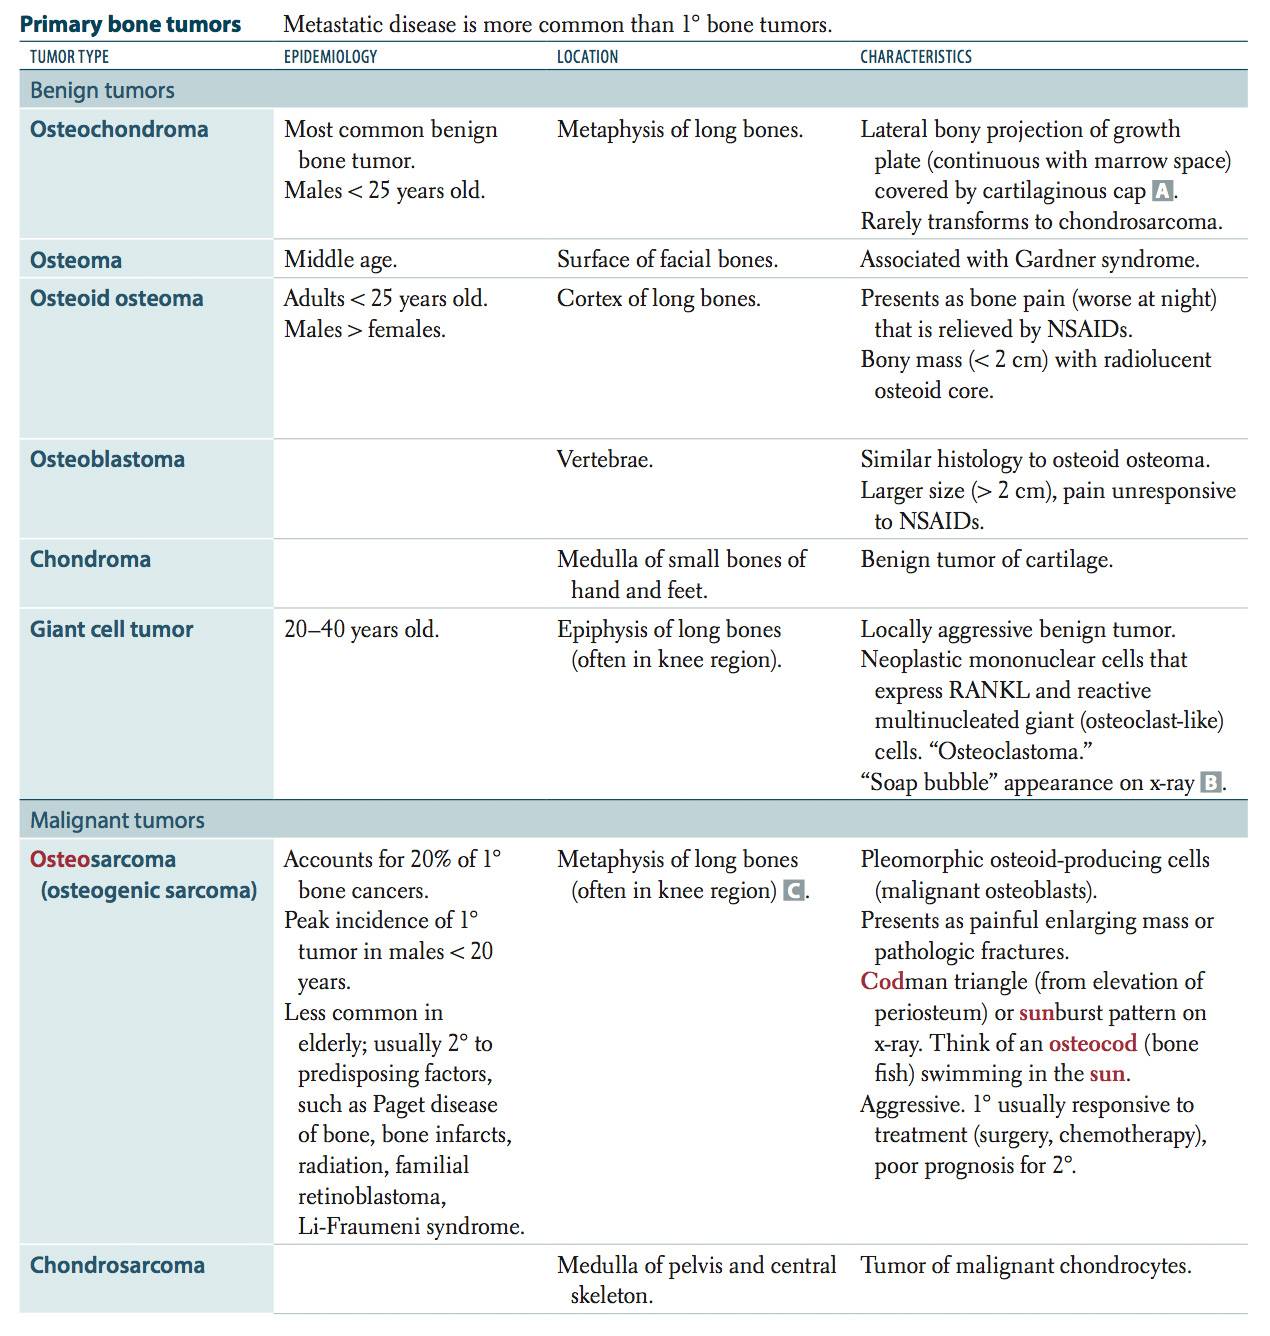 Primary bone tumors Metastatic disease is more common than 1° bone tumors.
TUMOR TYPE EPIDEMIOLOGY LOCATION CHARACTERISTICS
Benign tumors
Osteochondroma
Most common benign
bone tumor.
Males < 25 years old.
Metaphysis of long bones.
Lateral bony projection of growth
plate (continuous with marrow space)
covered by cartilaginous cap A.
Rarely transforms to chondrosarcoma.
Osteoma
Middle age.
Surface of facial bones.
Associated with Gardner syndrome.
Osteoid osteoma
Adults < 25 years old.
Males > females.
Cortex of long bones.
Presents as bone pain (worse at night)
that is relieved by NSAIDs.
Bony mass (< 2 cm) with radiolucent
osteoid core.
Osteoblastoma
Vertebrae.
Similar histology to osteoid osteoma.
Larger size (> 2 cm), pain unresponsive
to NSAIDs.
Chondroma
Medulla of small bones of
hand and feet.
Benign tumor of cartilage.
Giant cell tumor
20–40 years old.
Epiphysis of long bones
(often in knee region).
Locally aggressive benign tumor.
Neoplastic mononuclear cells that
express RANKL and reactive
multinucleated giant (osteoclast-like)
cells. “Osteoclastoma.”
“Soap bubble” appearance on x-ray B.
Malignant tumors
Osteosarcoma
(osteogenic sarcoma)
Accounts for 20% of 1°
bone cancers.
Peak incidence of 1°
tumor in males < 20
years.
Less common in
elderly; usually 2° to
predisposing factors,
such as Paget disease
of bone, bone infarcts,
radiation, familial
retinoblastoma,
Li-Fraumeni syndrome.
Metaphysis of long bones
(often in knee region) C.
Pleomorphic osteoid-producing cells
(malignant osteoblasts).
Presents as painful enlarging mass or
pathologic fractures.
Codman triangle (from elevation of
periosteum) or sunburst pattern on
x-ray. Think of an osteocod (bone
fish) swimming in the sun.
Aggressive. 1° usually responsive to
treatment (surgery, chemotherapy),
poor prognosis for 2°.
Chondrosarcoma
Medulla of pelvis and central
skeleton.
Tumor of malignant chondrocytes.